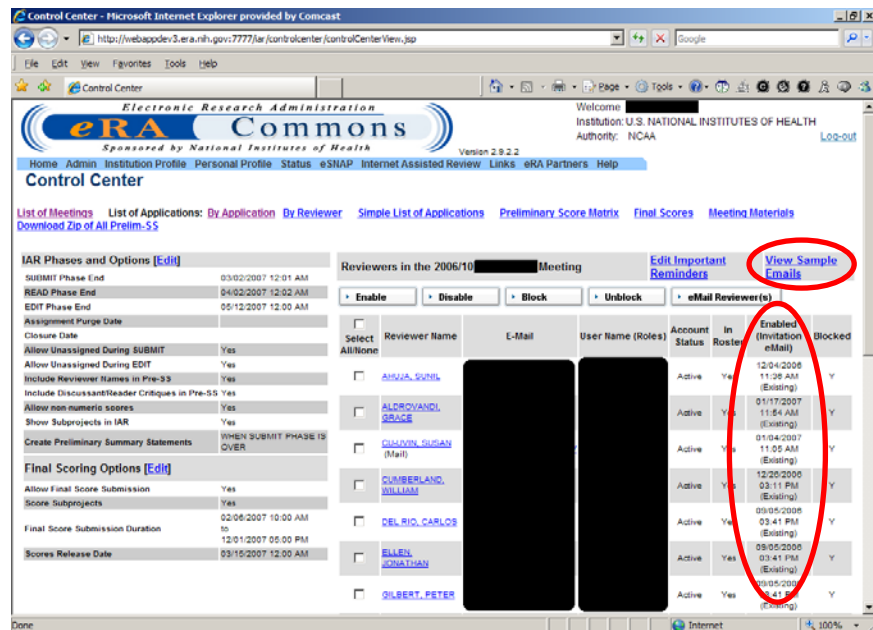 Control Center - Microsoft Internet Explorer provided by Comcast
http://webappdev3.era.nih.gov:7777/iar/controlcenter/controlCenterView.jsp
Google
File Edit View Favorites Tools Help
Control Center
Page Tools
Electronic Research Administration
eRA Commons
Sponsored by National Institutes of Health
Version 2.9.2.2
Welcome
Institution: U.S. NATIONAL INSTITUTES OF HEALTH
Authority: NCAA
Log-out
Home Admin Institution Profile Personal Profile Status eSNAP Internet Assisted Review Links eRA Partners Help
Control Center
List of Meetings List of Applications: By Application By Reviewer Simple List of Applications Preliminary Score Matrix Final Scores Meeting Materials
Download Zip of All Prelim-SS
IAR Phases and Options [Edit]
SUBMIT Phase End 03/02/2007 12:01 AM
READ Phase End 04/02/2007 12:02 AM
EDIT Phase End 05/12/2007 12:00 AM
Assignment Purge Date
Closure Date
Allow Unassigned During SUBMIT Yes
Allow Unassigned During EDIT Yes
Include Reviewer Names in Pre-SS Yes
Include Discussant/Reader Critiques in Pre-SS Yes
Allow non-numeric scores Yes
Show Subprojects in IAR Yes
Create Preliminary Summary Statements WHEN SUBMIT PHASE IS
OVER
Final Scoring Options [Edit]
Allow Final Score Submission Yes
Score Subprojects Yes
Final Score Submission Duration 02/06/2007 10:00 AM
to
12/01/2007 05:00 PM
Scores Release Date 03/15/2007 12:00 AM
Reviewers in the 2006/10 Meeting
Edit Important
Reminders
View Sample
Emails
Enable Disable Block Unblock eMail Reviewer(s)
Select
All/None
Reviewer Name E-Mail User Name (Roles)
Account
Status
In
Roster
Enabled
(Invitation
eMail)
Blocked
AHUJA, SUNIL Active Yes 12/04/2006
11:36 AM
(Existing) Y
ALDROVANDI,
GRACE Active Yes 01/17/2007
11:54 AM
(Existing) Y
CU-UVIN, SUSAN
(Mail) Active Yes 01/04/2007
11:05 AM
(Existing) Y
CUMBERLAND,
WILLIAM Active Yes 12/26/2006
03:11 PM
(Existing) Y
DEL RIO, CARLOS Active Yes 09/05/2006
03:41 PM
(Existing) Y
ELLEN,
JONATHAN Active Yes 09/05/2006
03:41 PM
(Existing) Y
GILBERT, PETER Active Yes 09/05/2006
03:41 PM
(Existing) Y
Done
Internet
100%